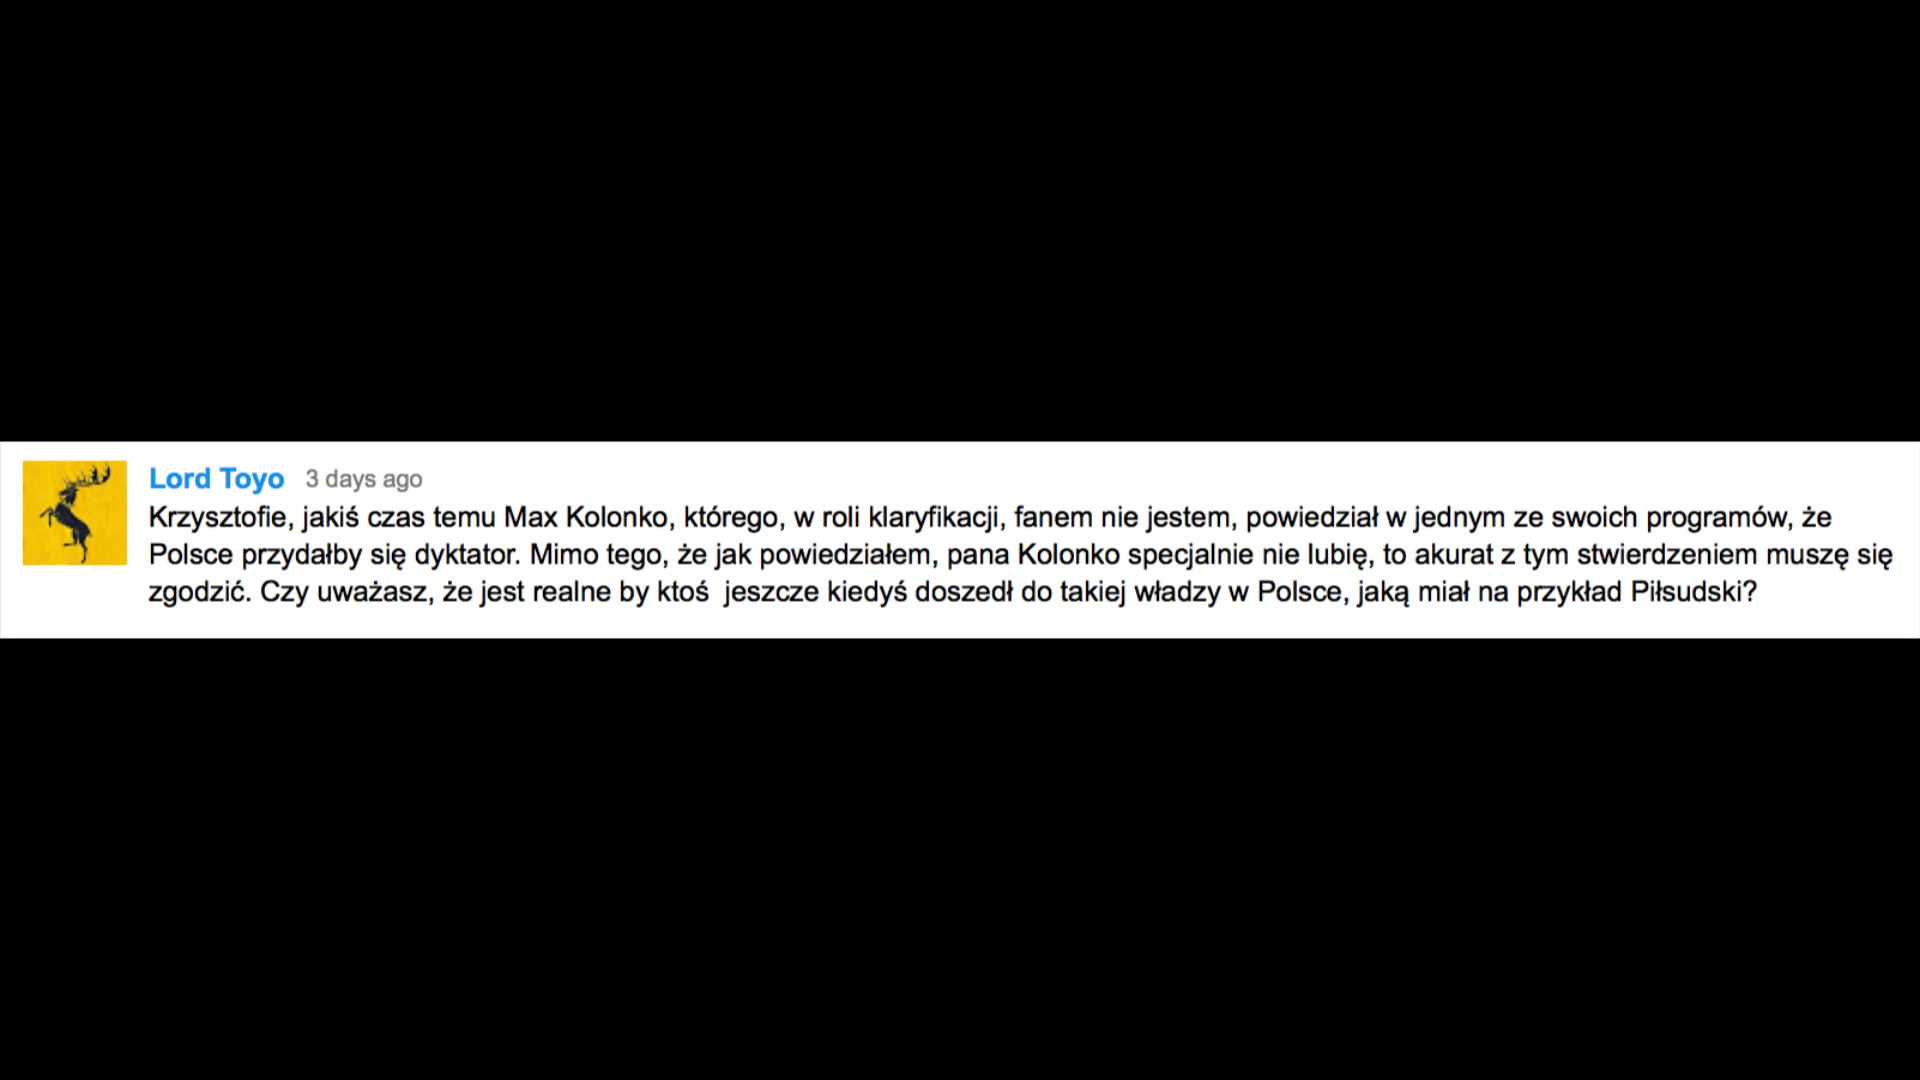 Lord Toyo 3 days ago
Krzysztofie, jakiś czas temu Max Kolonko, którego, w roli klaryfikacji, fanem nie jestem, powiedział w jednym ze swoich programów, że
Polsce przydałby się dyktator. Mimo tego, że jak powiedziałem, pana Kolonko specjalnie nie lubię, to akurat z tym stwierdzeniem muszę się
zgodzić. Czy uważasz, że jest realne by ktoś  jeszcze kiedyś doszedł do takiej władzy w Polsce, jaką miał na przykład Piłsudski?